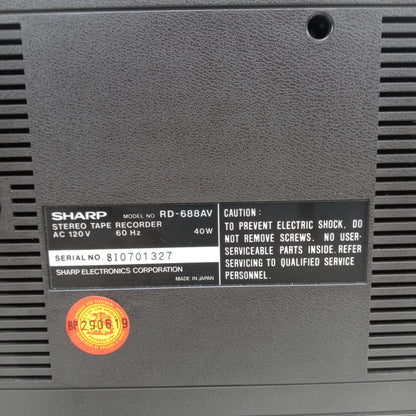 SHARP MODEL NO RD-688AV
STEREO TAPE RECORDER
AC 120V 60 Hz 40W
SERIAL NO. 810701327
SHARP ELECTRONICS CORPORATION
MADE IN JAPAN
CAUTION :
TO PREVENT ELECTRIC SHOCK, DO
NOT REMOVE SCREWS. NO USER-
SERVICEABLE PARTS INSIDE. REFER
SERVICING TO QUALIFIED SERVICE
PERSONNEL.
BP 290619